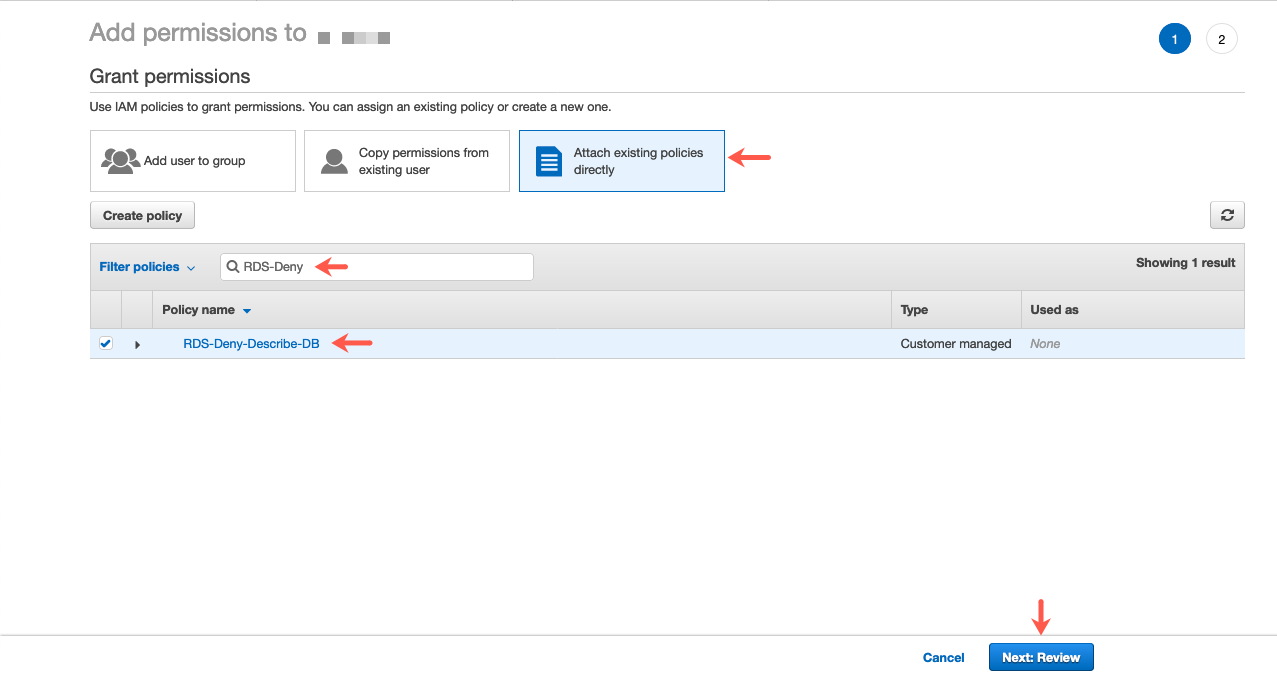 Add permissions to
1
2
Grant permissions
Use IAM policies to grant permissions. You can assign an existing policy or create a new one.
Add user to group
Copy permissions from
existing user
Attach existing policies
directly
Create policy
Filter policies
RDS-Deny
Showing 1 result
Policy name
Type
Used as
RDS-Deny-Describe-DB
Customer managed
None
Cancel
Next: Review